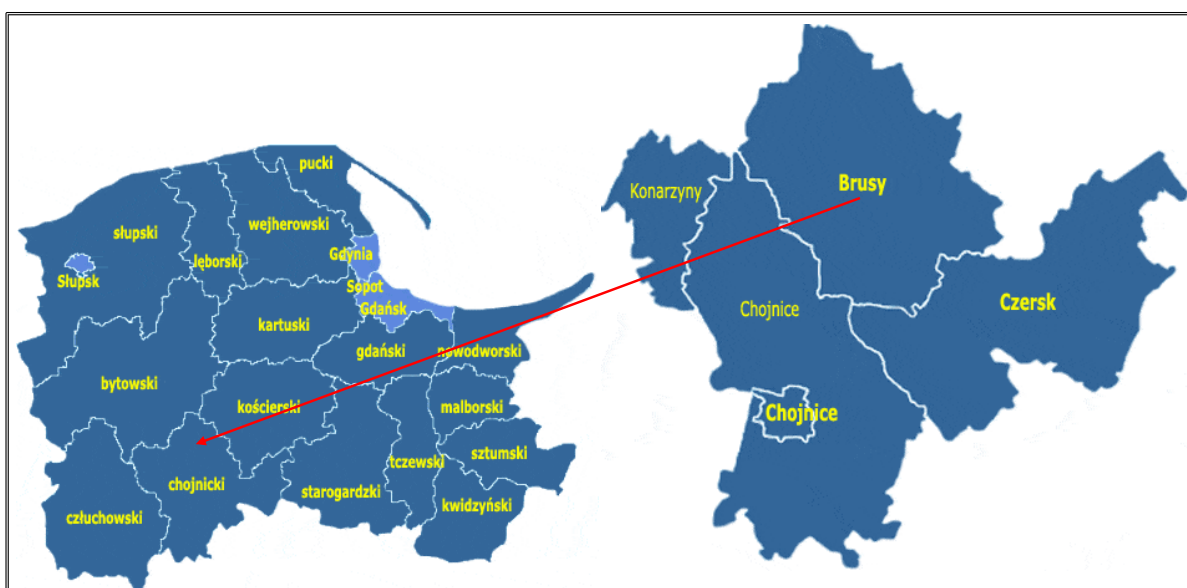 pucki
wejherowski
słupski
lęborski
Gdynia
Słupsk
Sopot
Gdańsk
kartuski
gdański
nowodworski
bytowski
kościerski
malborski
sztumski
tczewski
chojnicki
starogardzki
kwidzyński
człuchowski
Konarzyny
Brusy
Chojnice
Czersk
Chojnice